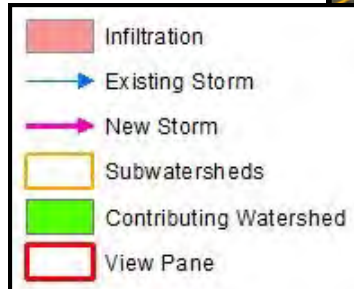 Infiltration
Existing Storm
New Storm
Subwatersheds
Contributing Watershed
View Pane